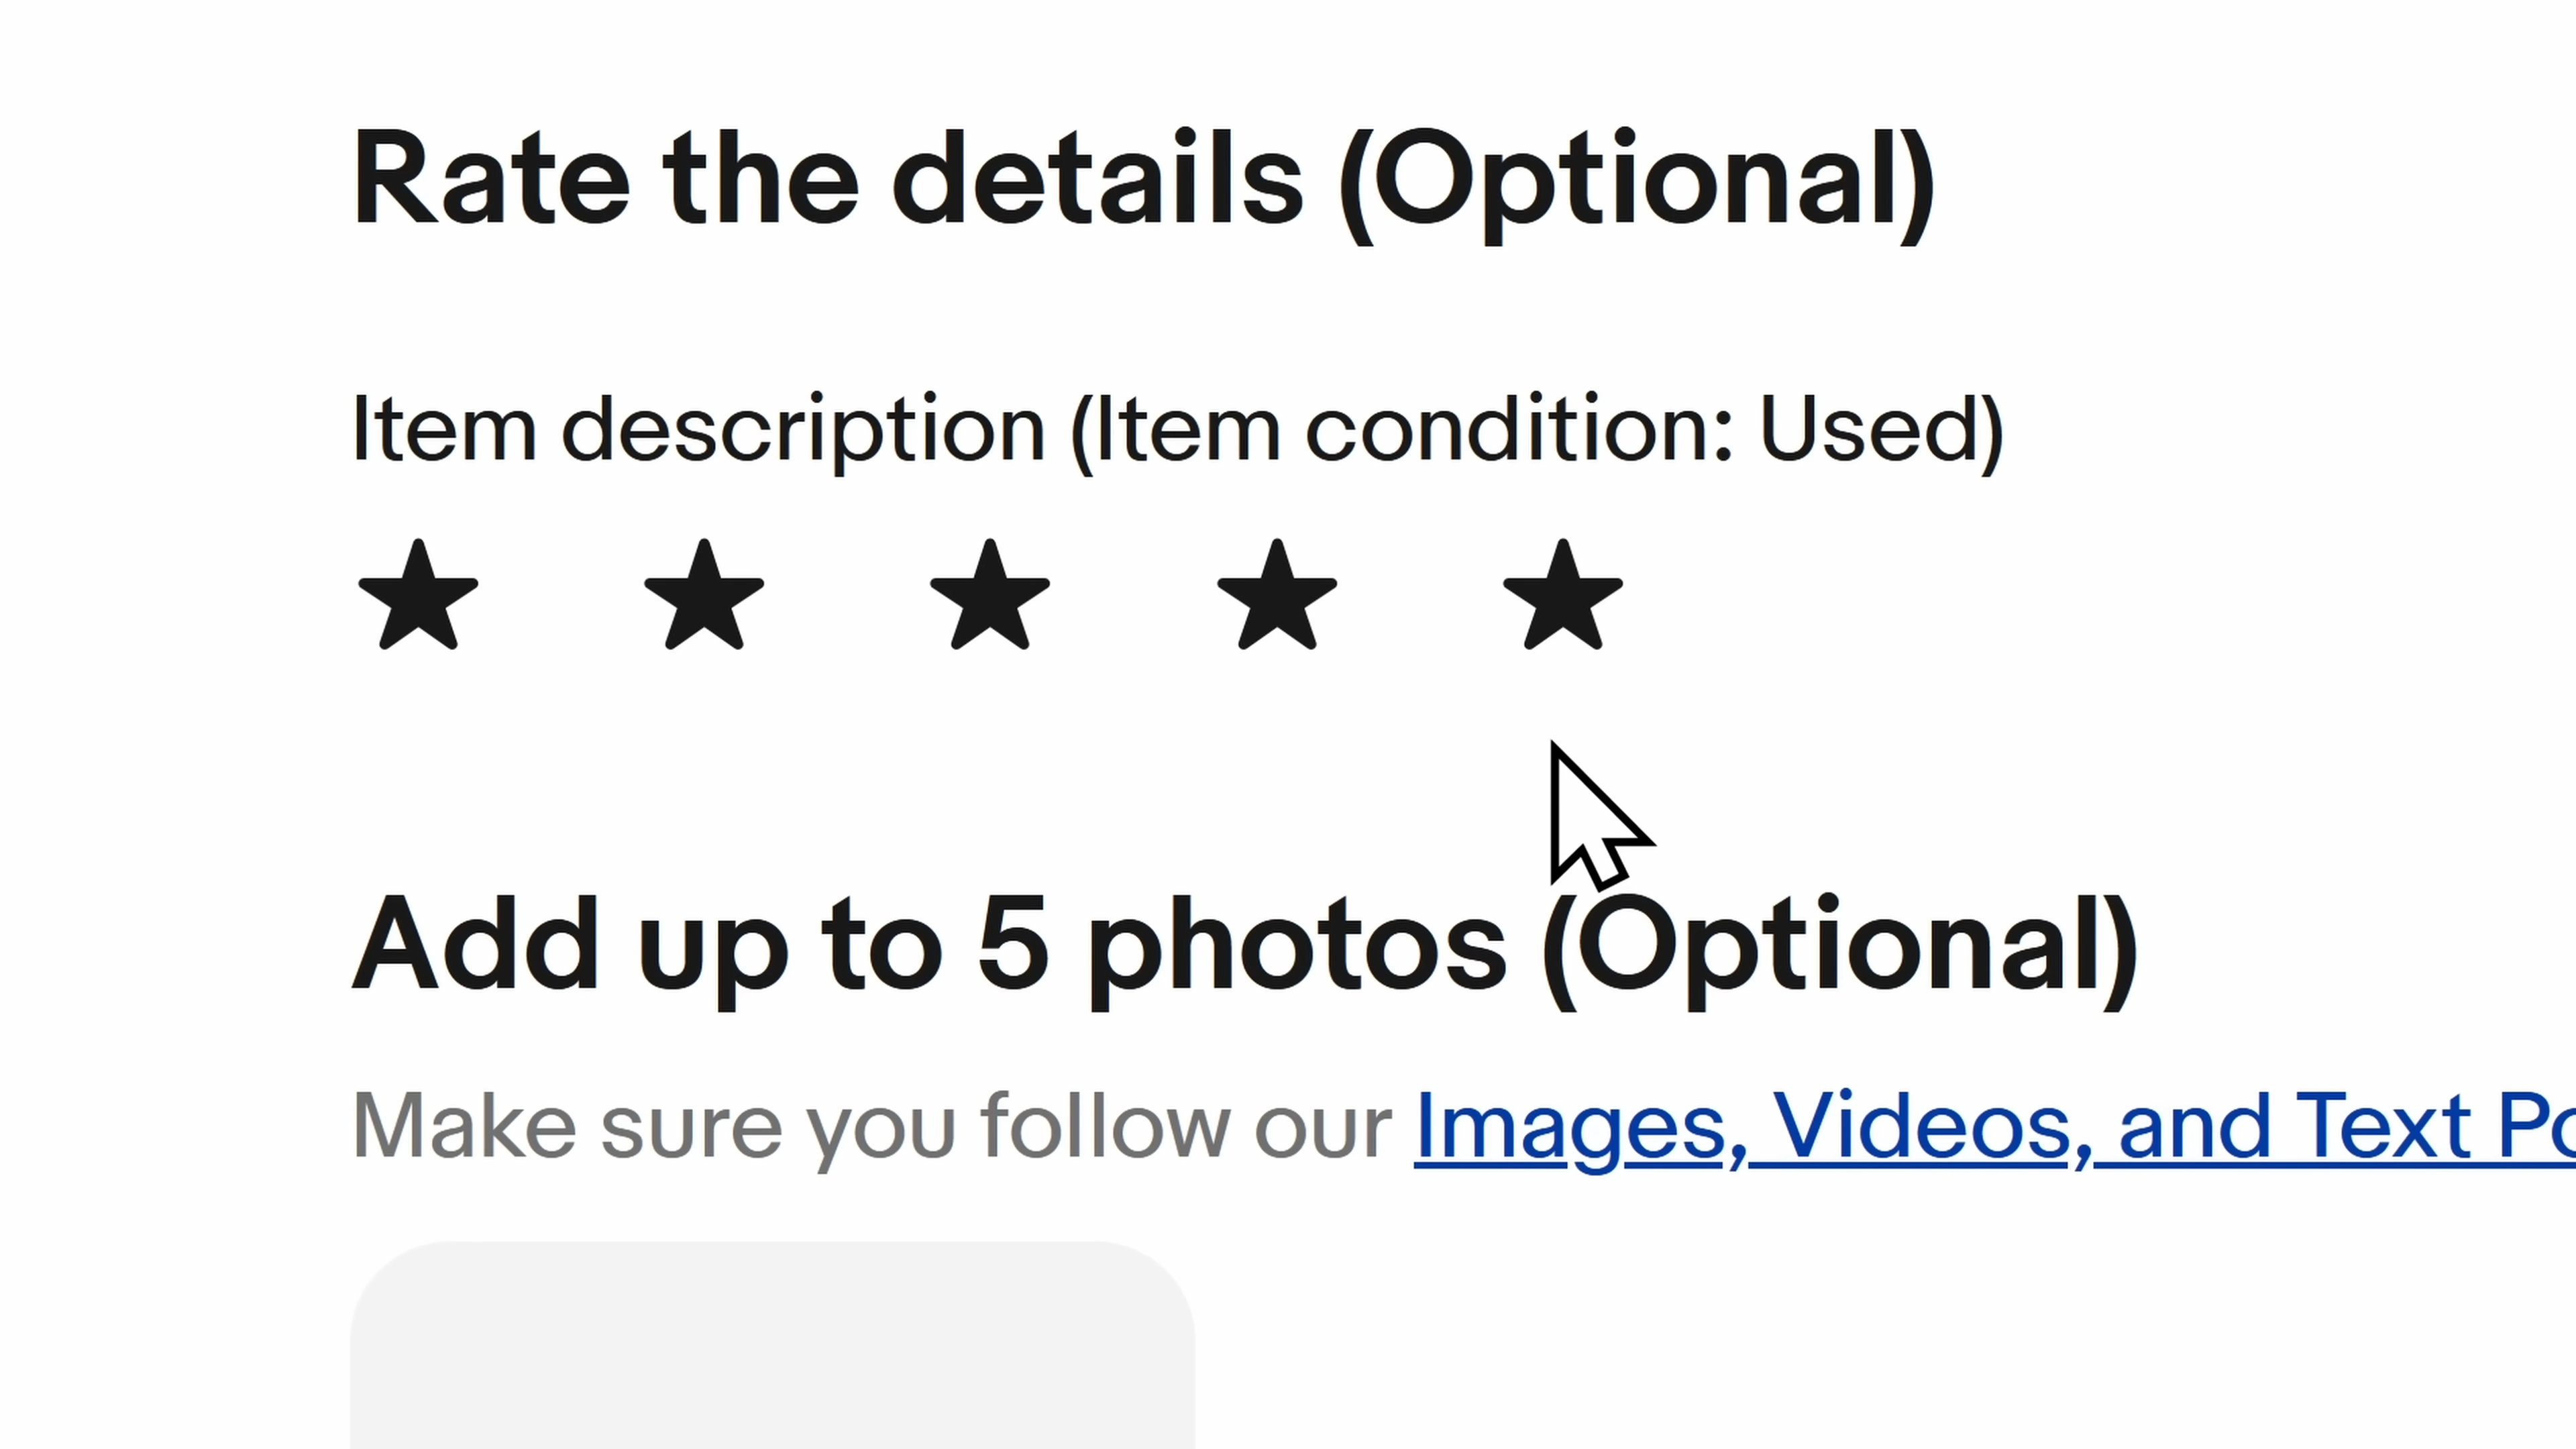 Rate the details (Optional)
Item description (Item condition: Used)
Add up to 5 photos (Optional)
Make sure you follow our Images, Videos, and Text